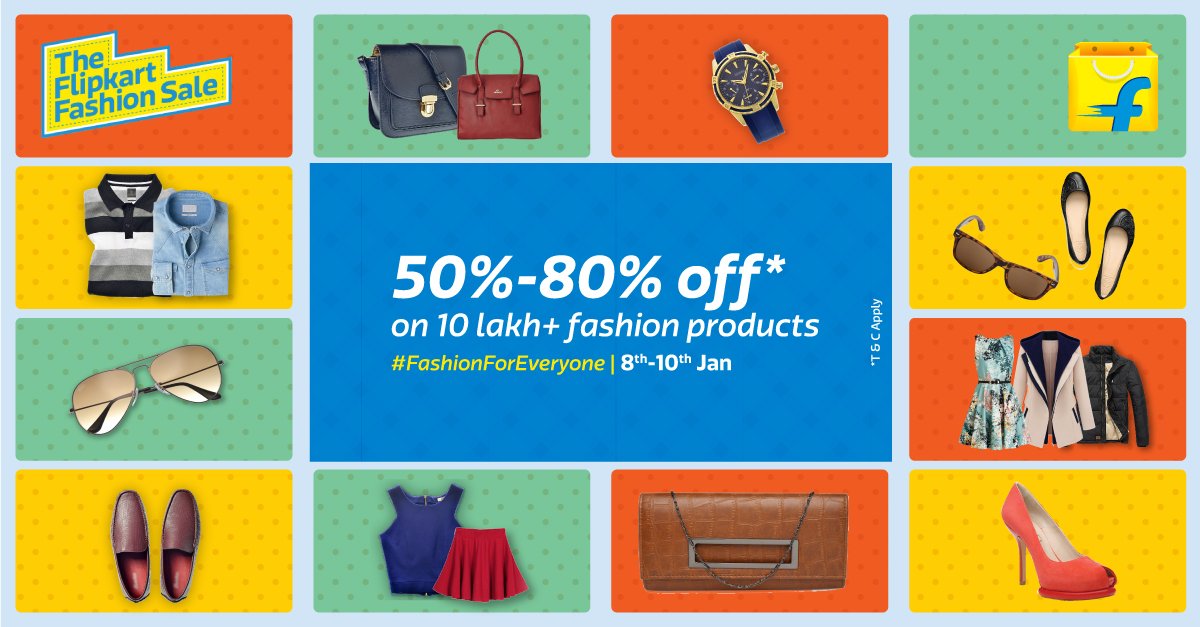 The
Flipkart
Fashion Sale
f
50%-80% off*
on 10 lakh+ fashion products
#FashionForEveryone | 8th-10th Jan
*T & C Apply